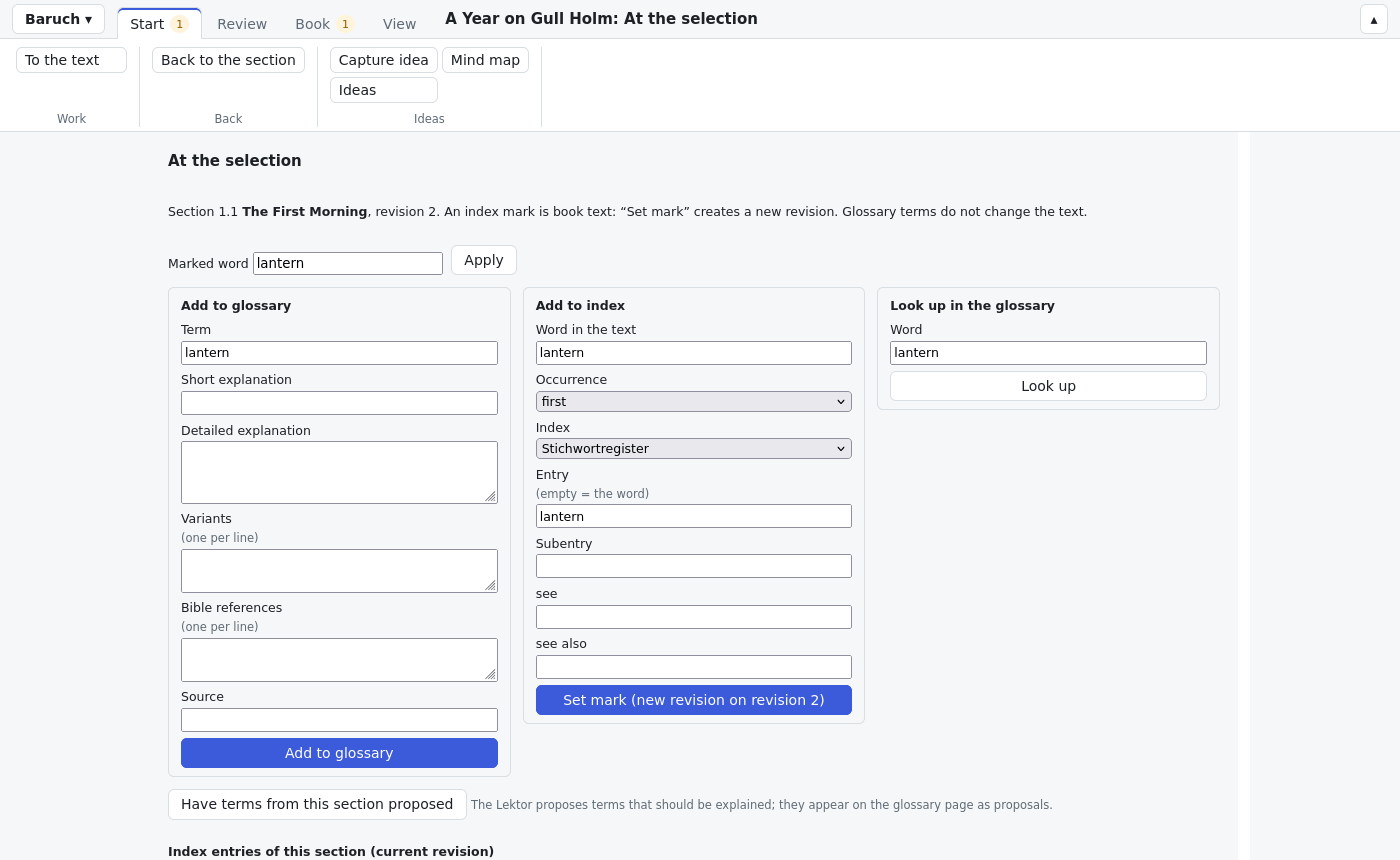 Baruch ▾
Start 1
Review
Book 1
View
A Year on Gull Holm: At the selection
▲
To the text
Work
Back to the section
Back
Capture idea
Mind map
Ideas
Ideas
At the selection
Section 1.1 The First Morning, revision 2. An index mark is book text: “Set mark” creates a new revision. Glossary terms do not change the text.
Marked word lantern Apply
Add to glossary
Term
lantern
Short explanation
Detailed explanation
Variants
(one per line)
Bible references
(one per line)
Source
Add to glossary
Add to index
Word in the text
lantern
Occurrence
first
Index
Stichwortregister
Entry
(empty = the word)
lantern
Subentry
see
see also
Set mark (new revision on revision 2)
Look up in the glossary
Word
lantern
Look up
Have terms from this section proposed The Lektor proposes terms that should be explained; they appear on the glossary page as proposals.
Index entries of this section (current revision)